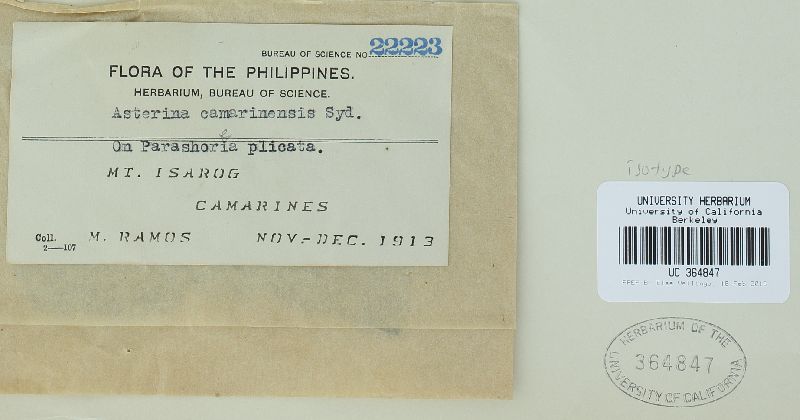 BUREAU OF SCIENCE NO. 22223
FLORA OF THE PHILIPPINES.
HERBARIUM, BUREAU OF SCIENCE.
Asterina camarinensis Syd.
e
On Parashoria plicata.
MT. ISAROG
CAMARINES
Coll. M. RAMOS NOV-DEC. 1913
2—107
isotype
UNIVERSITY HERBARIUM
University of California
Berkeley
UC 364847
18 Feb
HERBARIUM OF THE
364847
UNIVERSITY OF CALIFORNIA